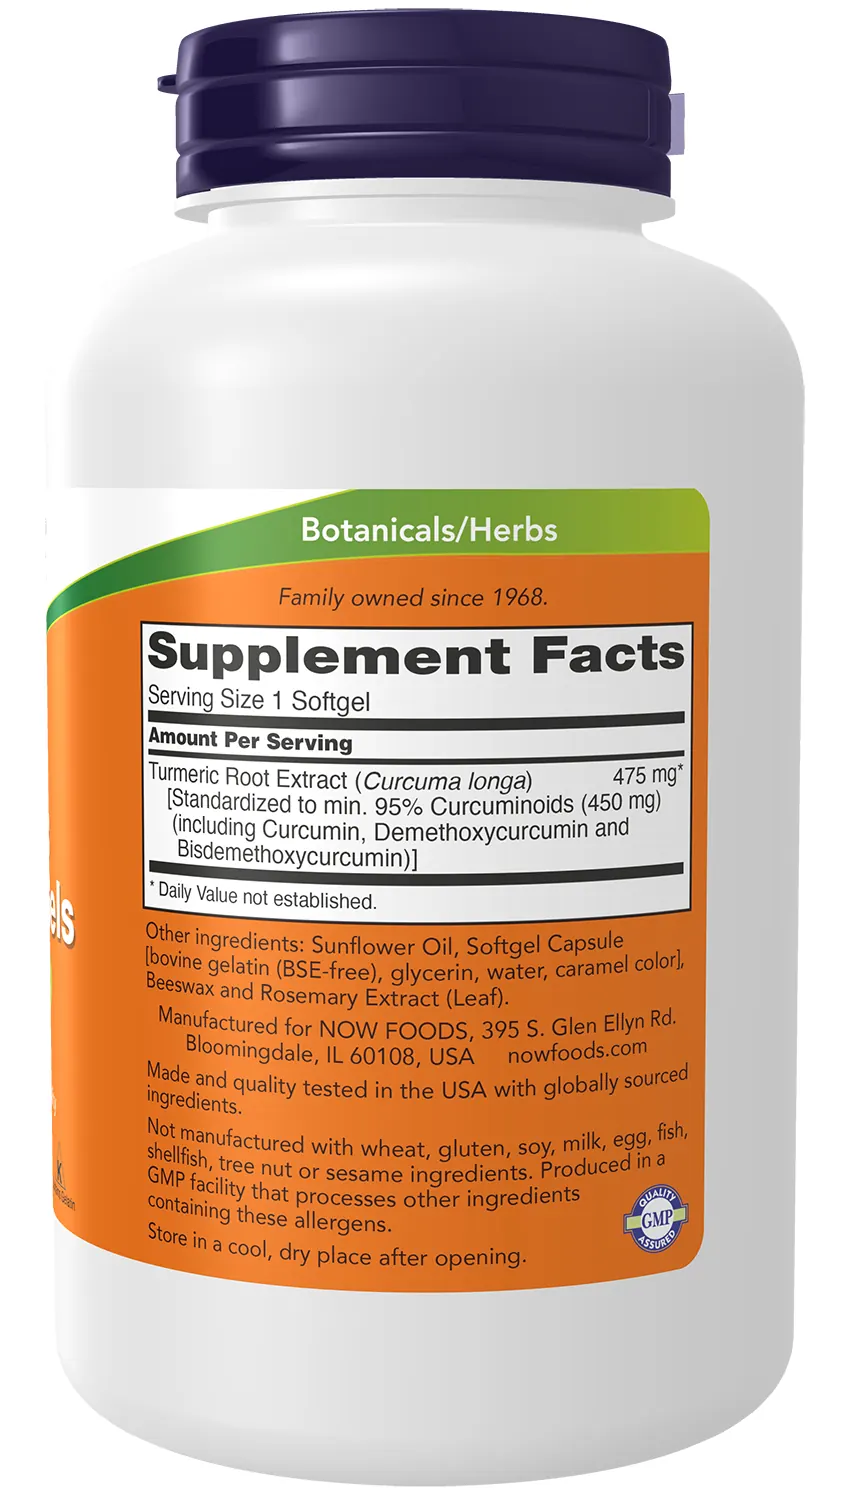 Botanicals/Herbs
Family owned since 1968.
Supplement Facts
Serving Size 1 Softgel
Amount Per Serving
Turmeric Root Extract (Curcuma longa) 475 mg*
[Standardized to min. 95% Curcuminoids (450 mg)
(including Curcumin, Demethoxycurcumin and
Bisdemethoxycurcumin)]
* Daily Value not established.
els
Other ingredients: Sunflower Oil, Softgel Capsule
[bovine gelatin (BSE-free), glycerin, water, caramel color],
Beeswax and Rosemary Extract (Leaf).
Manufactured for NOW FOODS, 395 S. Glen Ellyn Rd.
Bloomingdale, IL 60108, USA nowfoods.com
Made and quality tested in the USA with globally sourced
ingredients.
Not manufactured with wheat, gluten, soy, milk, egg, fish,
shellfish, tree nut or sesame ingredients. Produced in a
GMP facility that processes other ingredients
containing these allergens.
Store in a cool, dry place after opening.
K
Gelatin
QUALITY
GMP
ASSURED